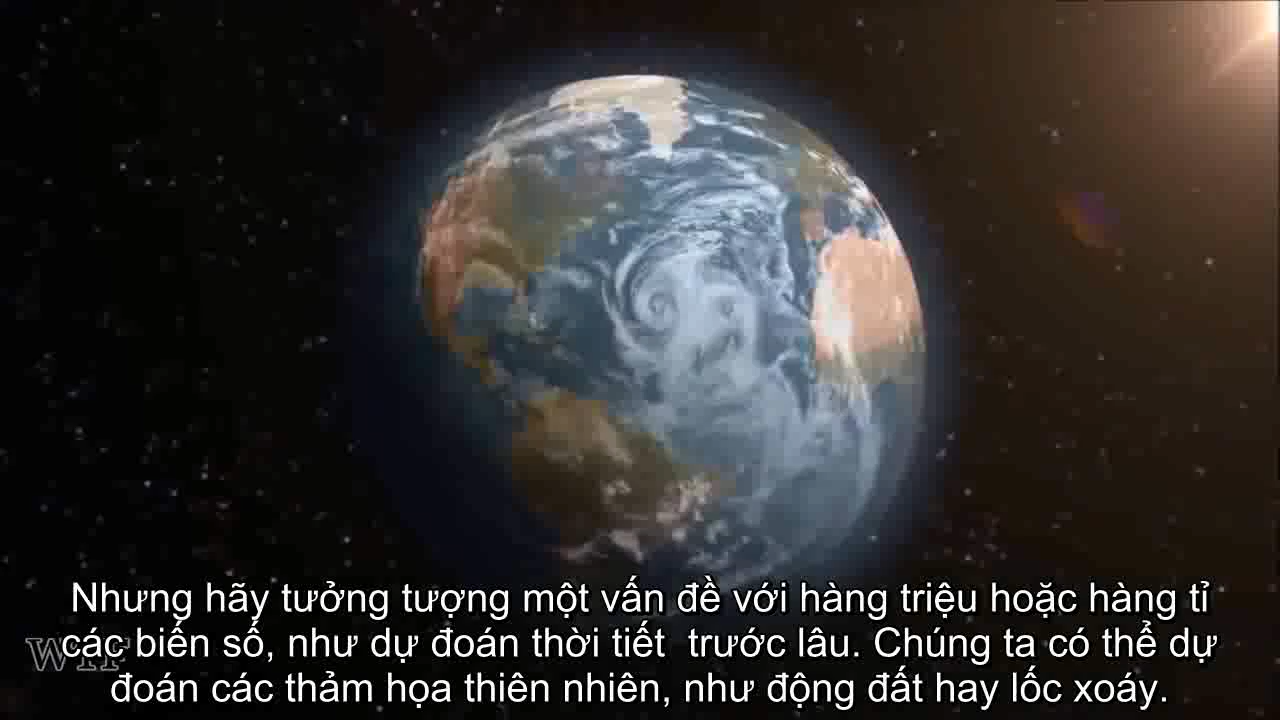 Nhưng hãy tưởng tượng một vấn đề với hàng triệu hoặc hàng tỉ
các biến số, như dự đoán thời tiết  trước lâu. Chúng ta có thể dự
đoán các thảm họa thiên nhiên, như động đất hay lốc xoáy.